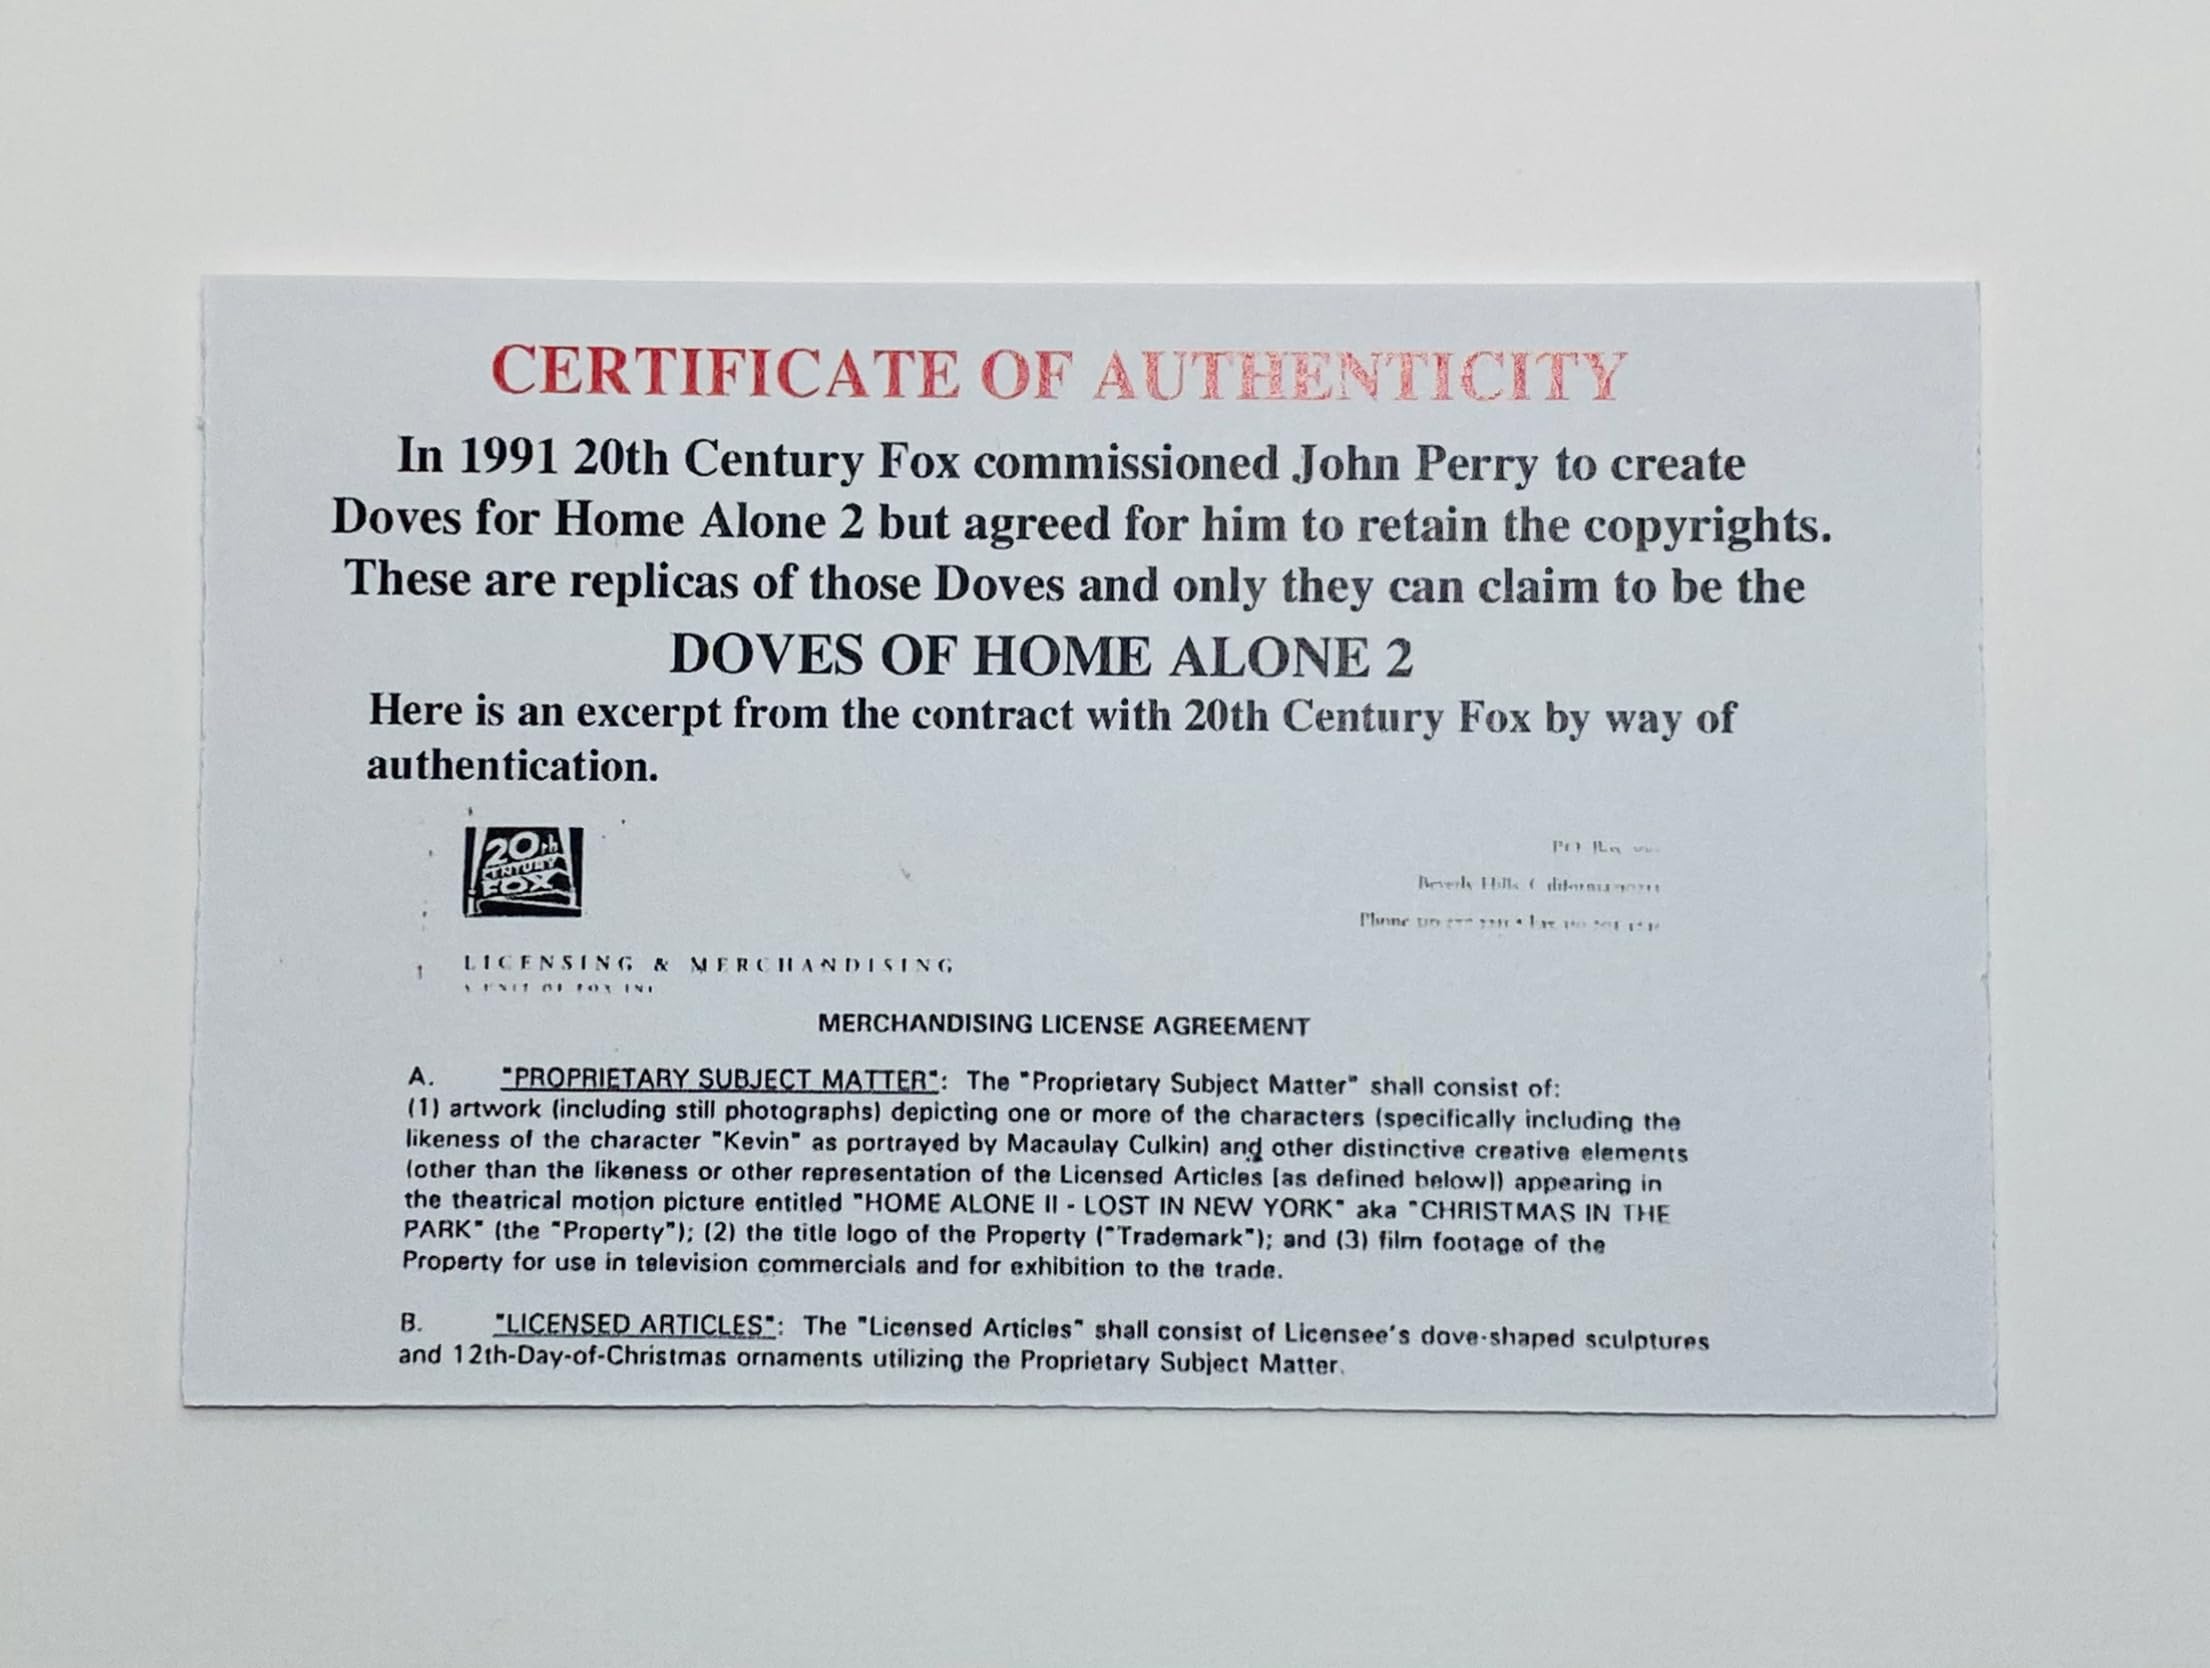 CERTIFICATE OF AUTHENTICITY
In 1991 20th Century Fox commissioned John Perry to create
Doves for Home Alone 2 but agreed for him to retain the copyrights.
These are replicas of those Doves and only they can claim to be the
DOVES OF HOME ALONE 2
Here is an excerpt from the contract with 20th Century Fox by way of
authentication.
20th
CENTURY
FOX
Beverly Hills, California
Phone
LICENSING & MERCHANDISING
A UNIT OF FOX INC
MERCHANDISING LICENSE AGREEMENT
A. "PROPRIETARY SUBJECT MATTER": The "Proprietary Subject Matter" shall consist of:
(1) artwork (including still photographs) depicting one or more of the characters (specifically including the
likeness of the character "Kevin" as portrayed by Macaulay Culkin) and other distinctive creative elements
(other than the likeness or other representation of the Licensed Articles [as defined below]) appearing in
the theatrical motion picture entitled "HOME ALONE II - LOST IN NEW YORK" aka "CHRISTMAS IN THE
PARK" (the "Property"); (2) the title logo of the Property ("Trademark"); and (3) film footage of the
Property for use in television commercials and for exhibition to the trade.
B. "LICENSED ARTICLES": The "Licensed Articles" shall consist of Licensee's dove-shaped sculptures
and 12th-Day-of-Christmas ornaments utilizing the Proprietary Subject Matter.